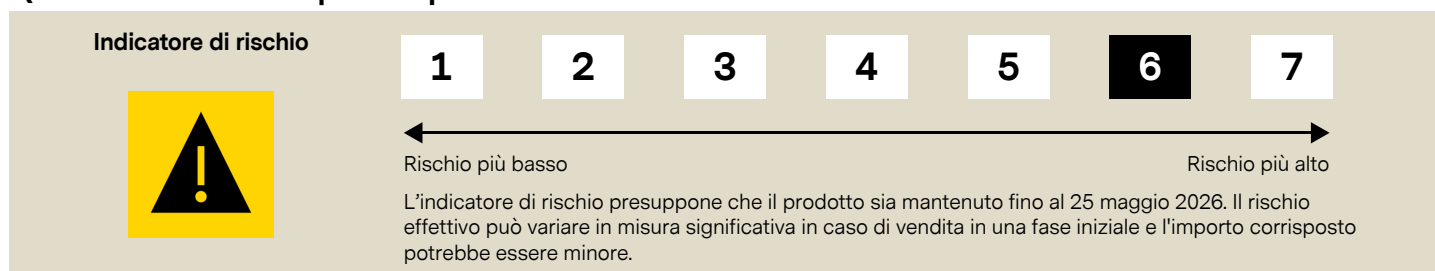 Indicatore di rischio
1 2 3 4 5 6 7
Rischio più basso
Rischio più alto
L'indicatore di rischio presuppone che il prodotto sia mantenuto fino al 25 maggio 2026. Il rischio
effettivo può variare in misura significativa in caso di vendita in una fase iniziale e l'importo corrisposto
potrebbe essere minore.